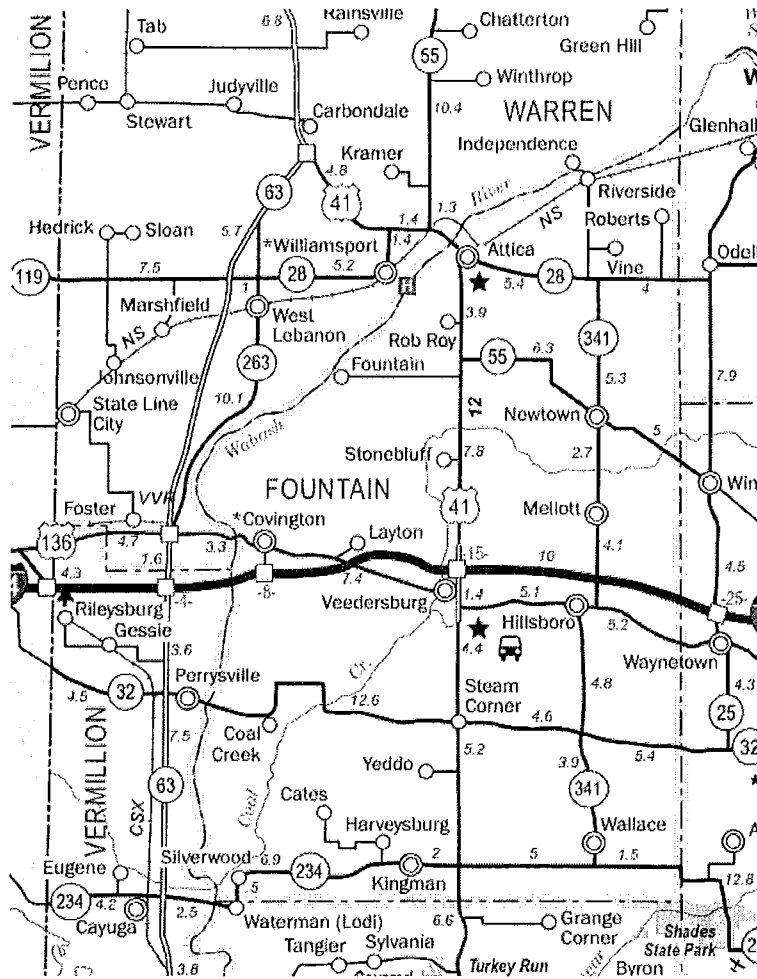 6.8
Rainsville
Tab
Chatterton
55
Green Hill
VERMILION
Winthrop
Pence
Judyville
Stewart
Carbondale
10.4
WARREN
Independence
Glenhall
Kramer
4.8
63
41
River
1.3
NS
Riverside
5.7
1.4
Roberts
Hedrick
Sloan
*Williamsport
1.4
Attica
Vine
Odell
119
7.5
28
5.2
28
5.4
4
H
1
Marshfield
West
Lebanon
3.9
NS
Rob Roy
341
263
55
6.3
Johnsonville
Fountain
5.3
7.9
State Line
City
10.1
12
Newtown
5
Wabash
Stonebluff
7.8
2.7
FOUNTAIN
Win
Foster
*Covington
41
Mellott
136
4.7
3.3
Layton
-15-
10
4.1
4.5
1.6
4.3
-4-
-8-
7.4
-25-
Veedersburg
1.4
5.1
Rileysburg
Hillsboro
5.2
Gessie
4.4
Waynetown
3.6
Cr.
4.3
Perrysville
Steam
Corner
4.8
4.5
32
12.6
25
Coal
Creek
4.6
5.4
32
7.5
5.2
VERMILLION
63
Yeddo
3.9
CSX
Coal
341
Cates
Harveysburg
Wallace
Eugene
Silverwood
6.9
234
2
5
1.5
Kingman
234
4.2
5
12.8
Cayuga
2.5
Waterman (Lodi)
6.6
Grange
Corner
Shades
State Park
Tangier
Sylvania
3.8
Turkey Run
Byron